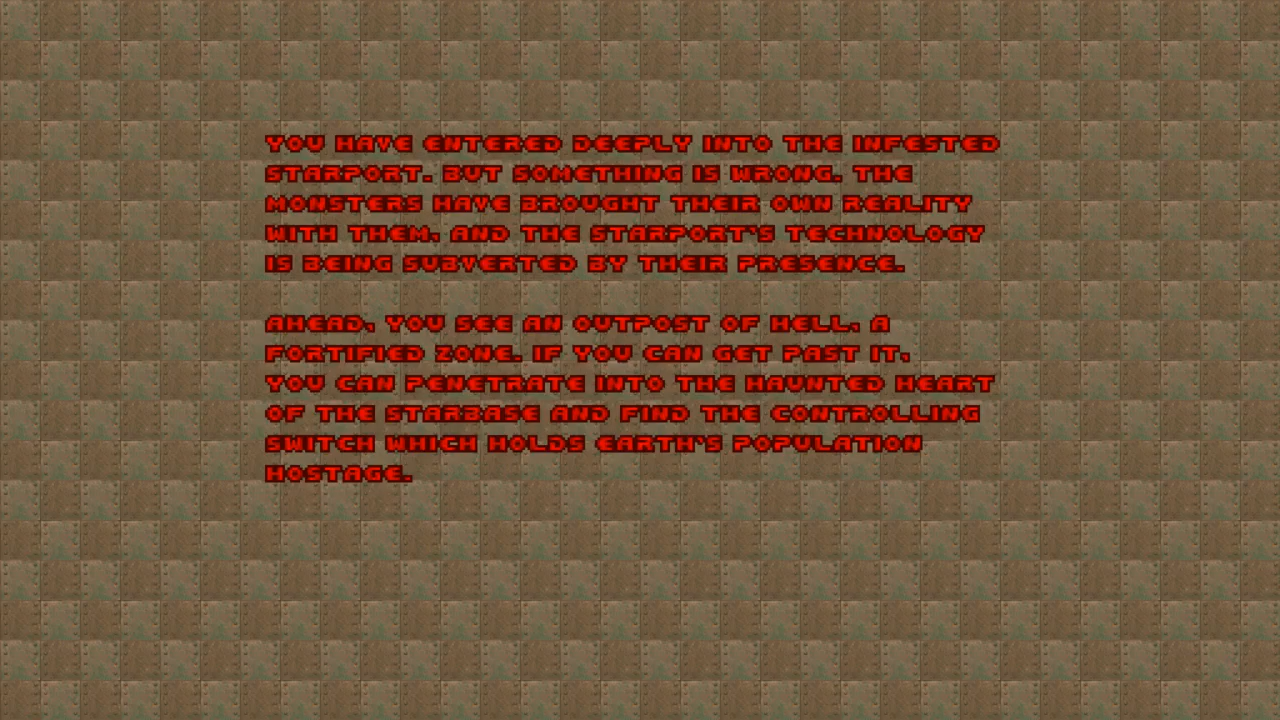 YOU HAVE ENTERED DEEPLY INTO THE INFESTED
STARPORT. BUT SOMETHING IS WRONG. THE
MONSTERS HAVE BROUGHT THEIR OWN REALITY
WITH THEM, AND THE STARPORT'S TECHNOLOGY
IS BEING SUBVERTED BY THEIR PRESENCE.
AHEAD, YOU SEE AN OUTPOST OF HELL, A
FORTIFIED ZONE. IF YOU CAN GET PAST IT,
YOU CAN PENETRATE INTO THE HAUNTED HEART
OF THE STARBASE AND FIND THE CONTROLLING
SWITCH WHICH HOLDS EARTH'S POPULATION
HOSTAGE.